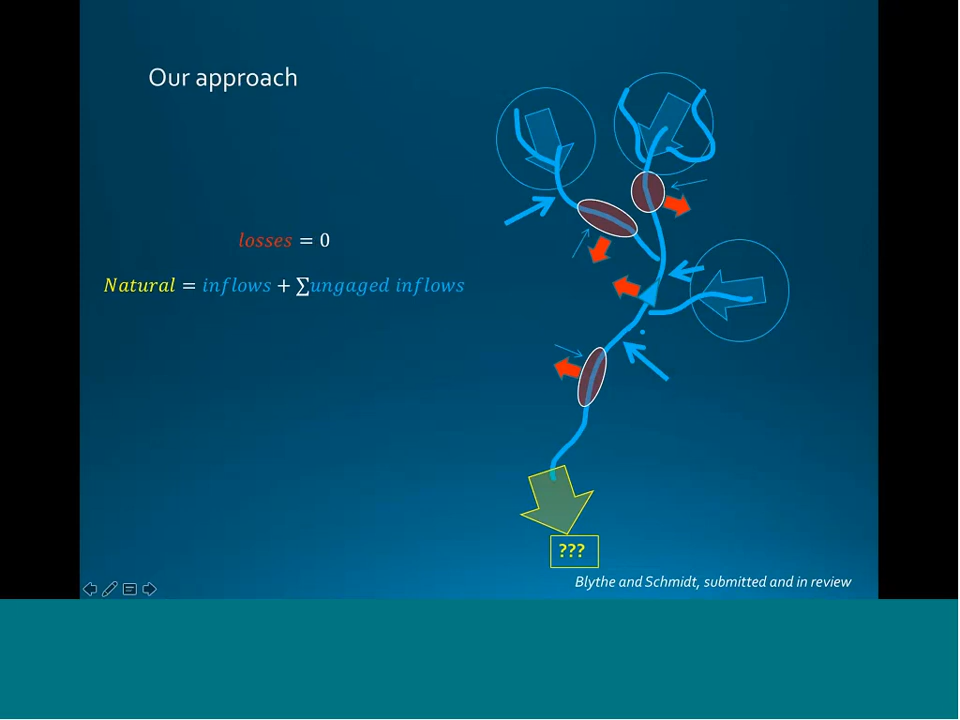 Our approach
losses = 0
Natural = inflows + ∑ungaged inflows
???
Blythe and Schmidt, submitted and in review